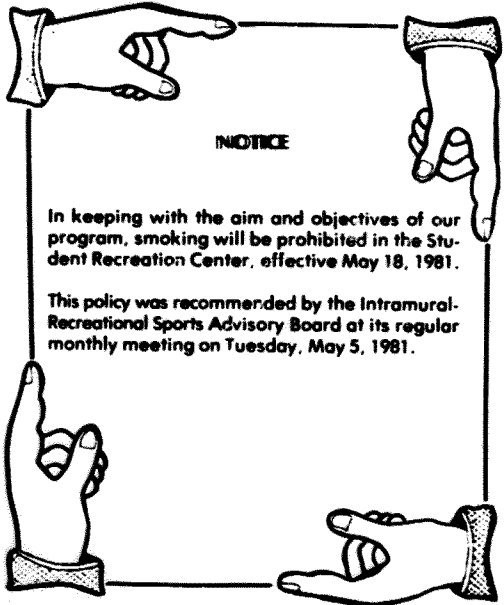 NOTICE
In keeping with the aim and objectives of our
program, smoking will be prohibited in the Stu-
dent Recreation Center, effective May 18, 1981.
This policy was recommended by the Intramural-
Recreational Sports Advisory Board at its regular
monthly meeting on Tuesday, May 5, 1981.